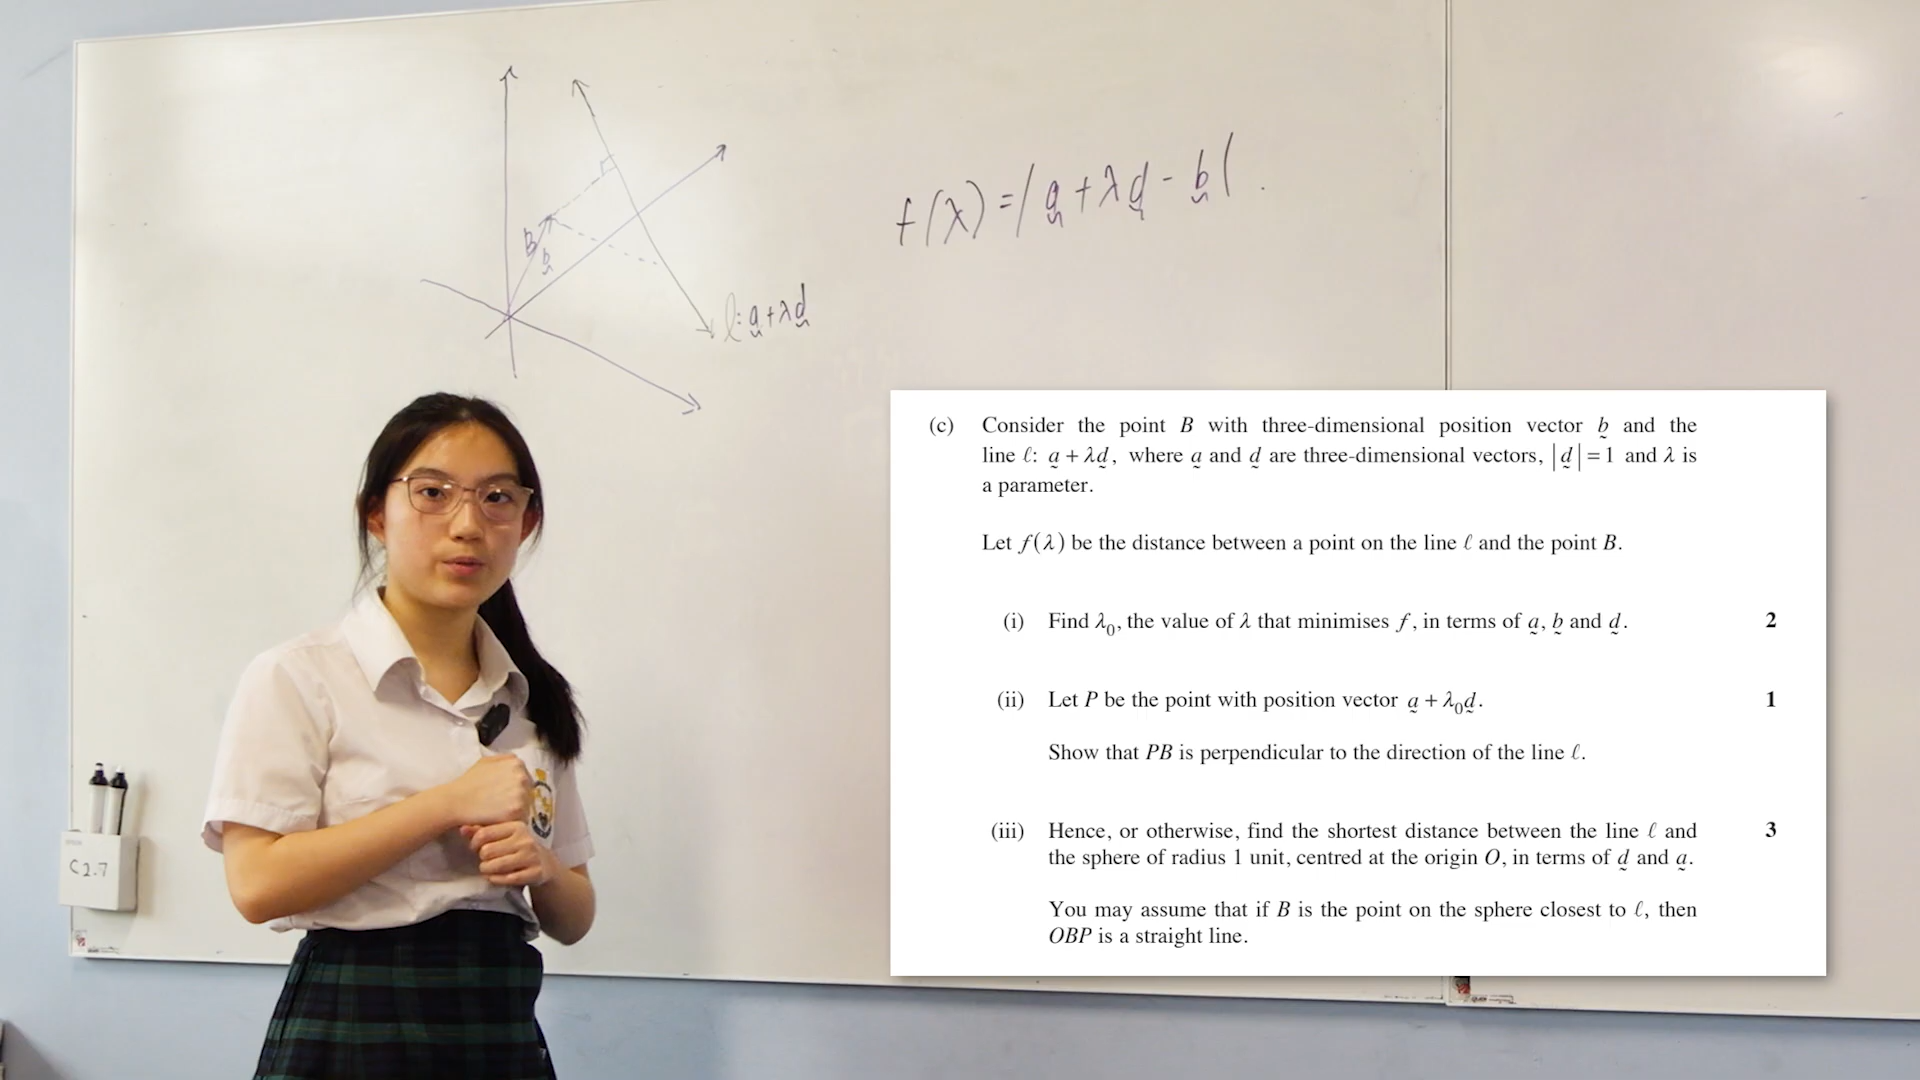 B
b
l: a + λd
f(λ) = |a + λd - b|.
C2.7
(c) Consider the point B with three-dimensional position vector b and the
line ℓ: a + λd, where a and d are three-dimensional vectors, |d| = 1 and λ is
a parameter.
Let f(λ) be the distance between a point on the line ℓ and the point B.
(i) Find λ₀, the value of λ that minimises f, in terms of a, b and d. 2
(ii) Let P be the point with position vector a + λ₀d. 1
Show that PB is perpendicular to the direction of the line ℓ.
(iii) Hence, or otherwise, find the shortest distance between the line ℓ and 3
the sphere of radius 1 unit, centred at the origin O, in terms of d and a.
You may assume that if B is the point on the sphere closest to ℓ, then
OBP is a straight line.